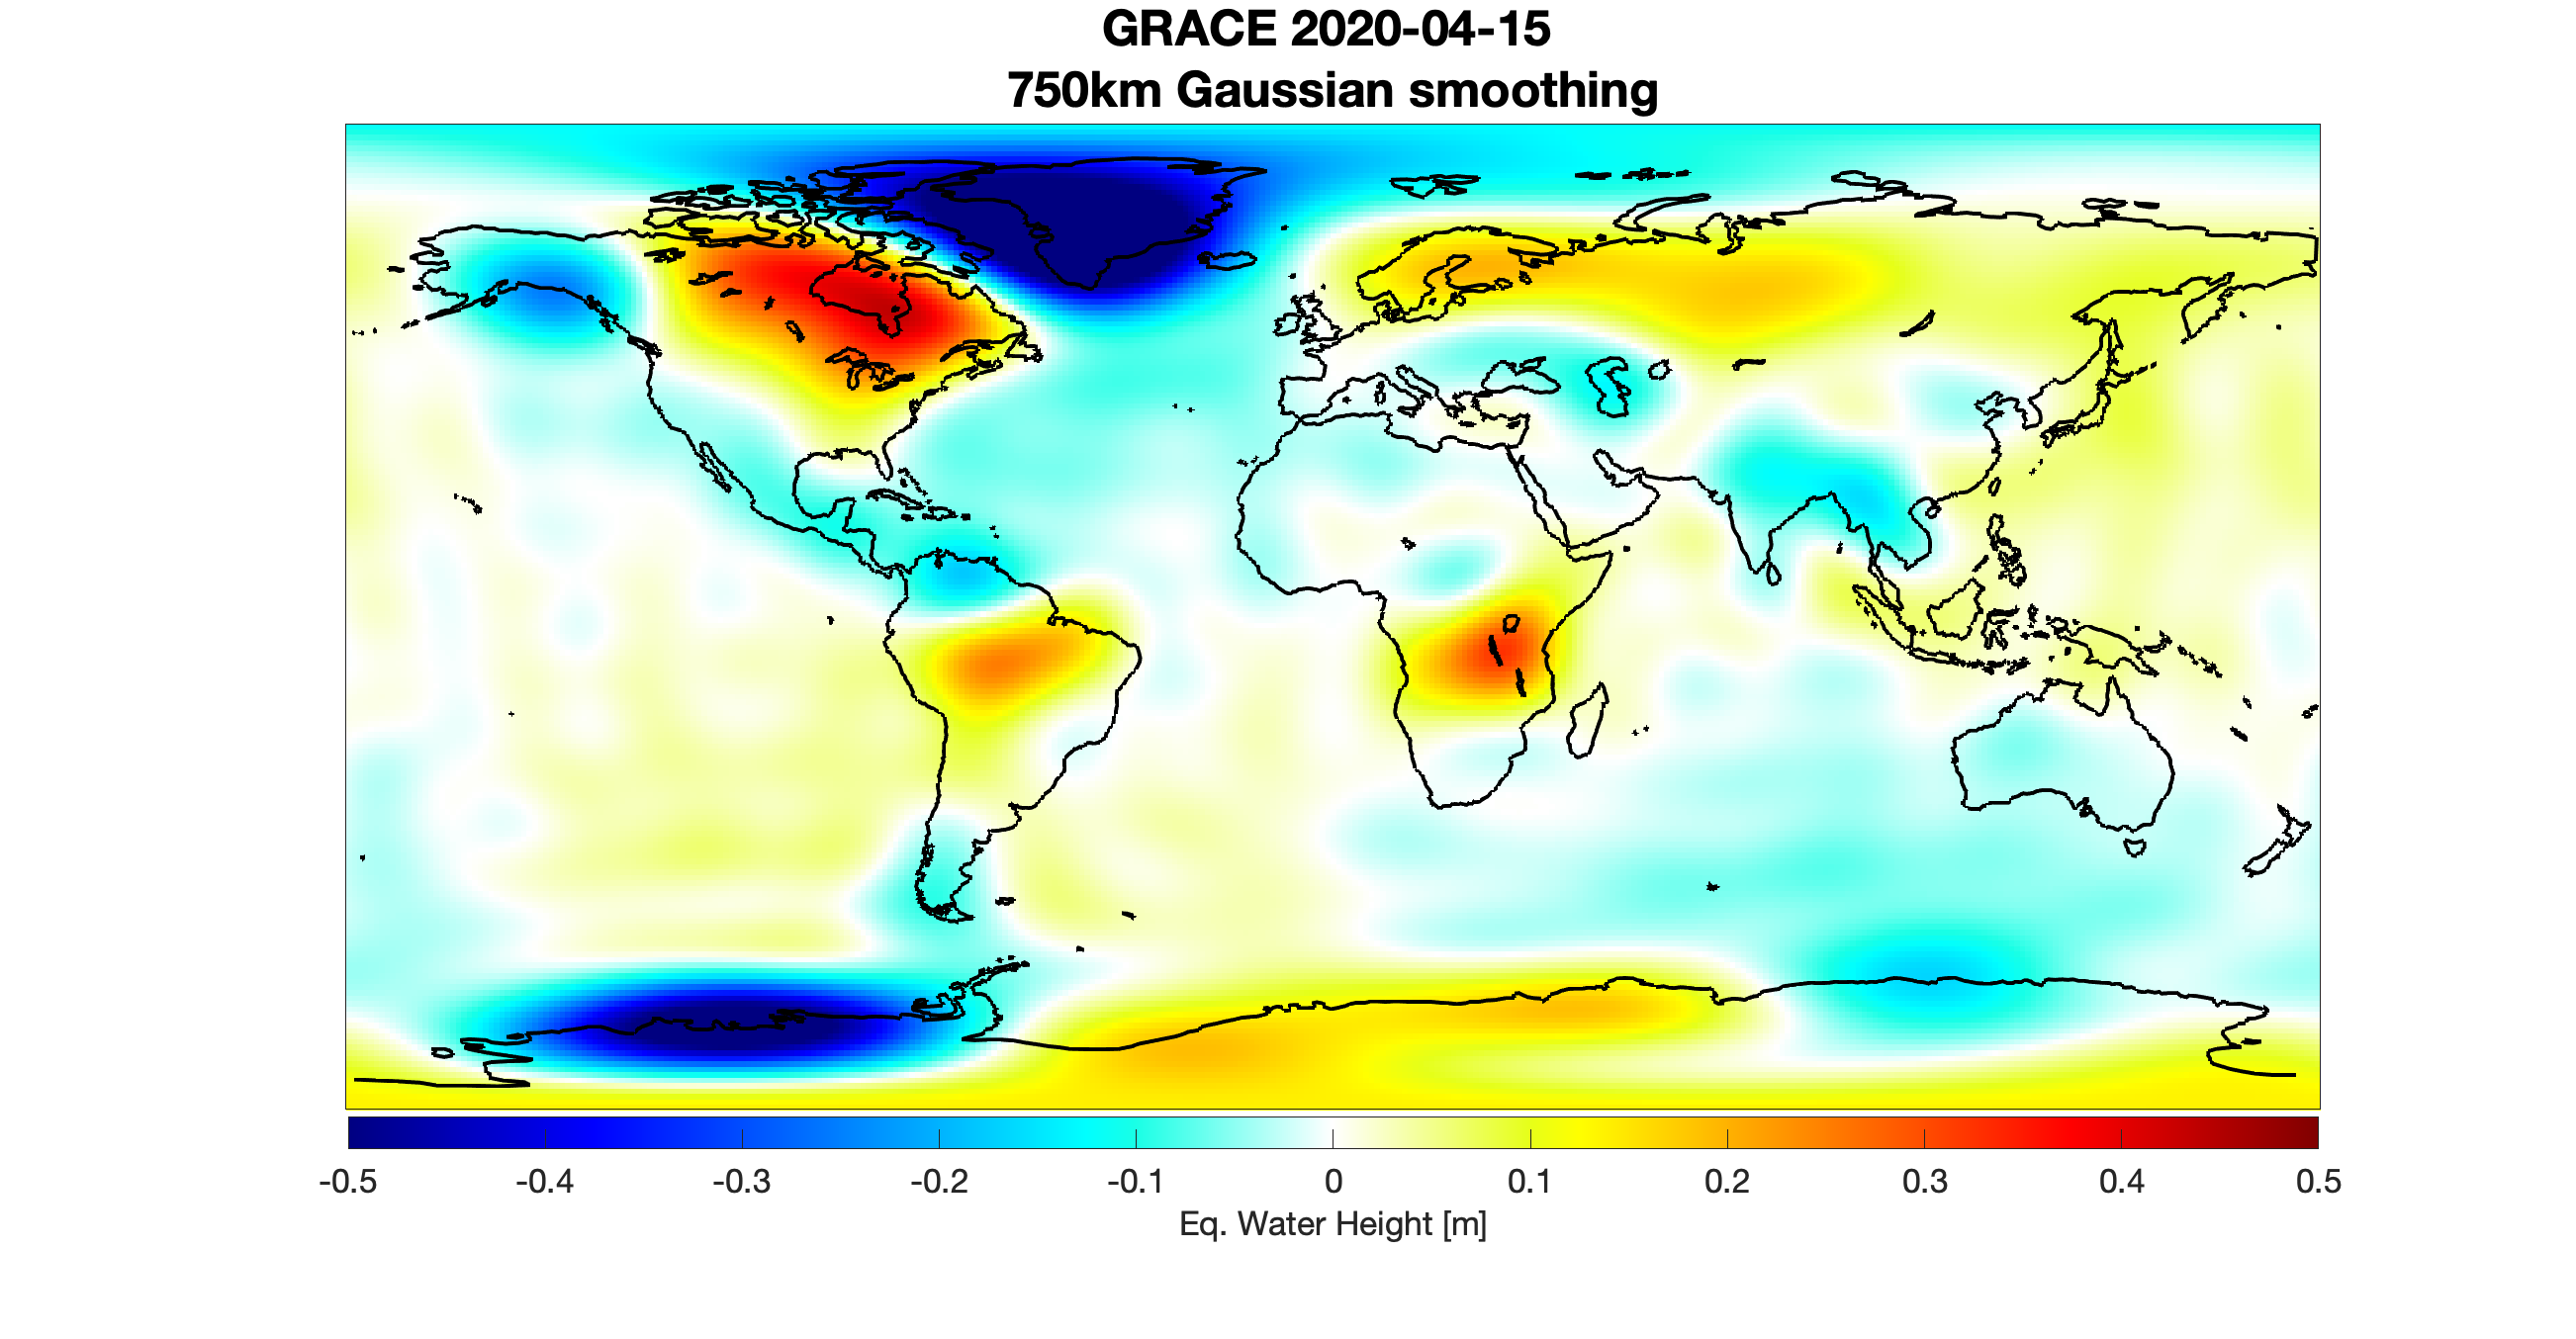 GRACE 2020-04-15
750km Gaussian smoothing
-0.5 -0.4 -0.3 -0.2 -0.1 0 0.1 0.2 0.3 0.4 0.5
Eq. Water Height [m]